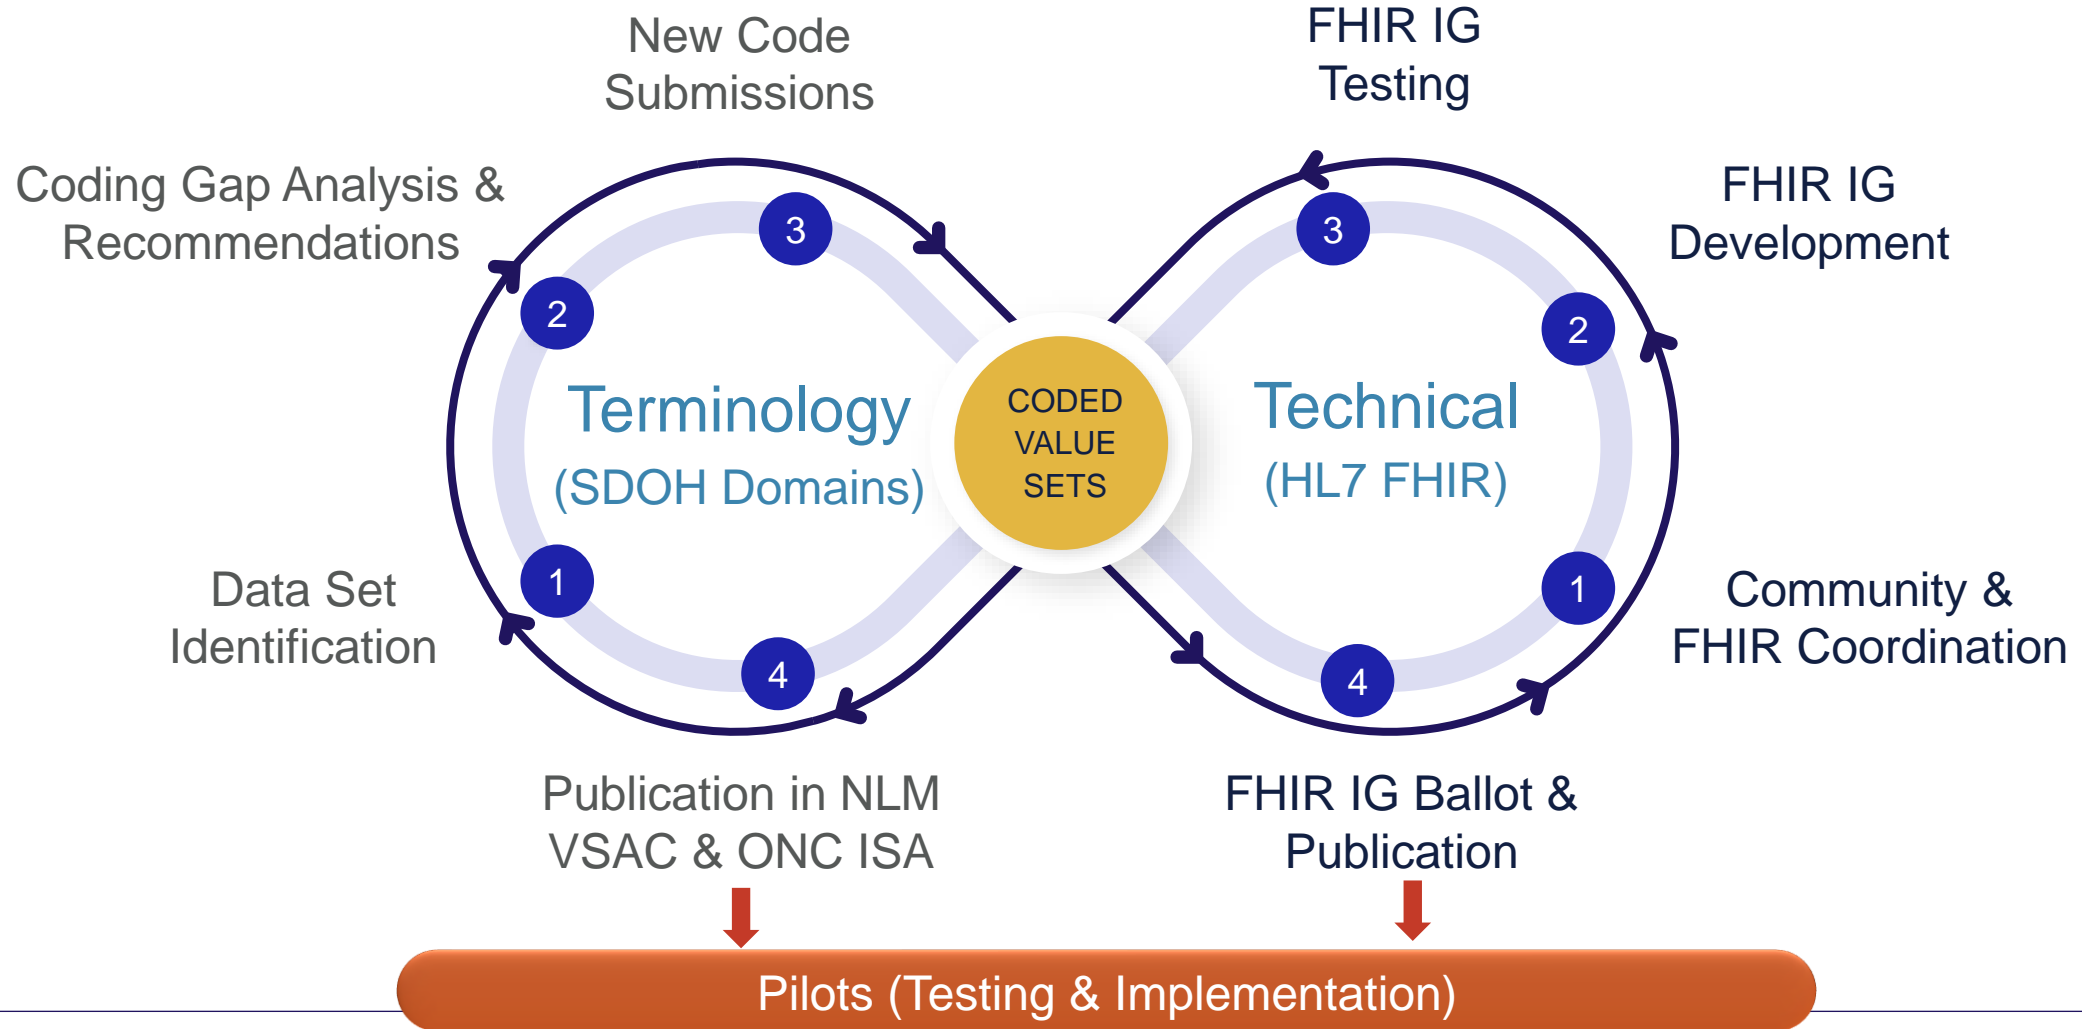 New Code
Submissions
FHIR IG
Testing
Coding Gap Analysis &
Recommendations
FHIR IG
Development
3
3
2
2
Terminology
(SDOH Domains)
CODED
VALUE
SETS
Technical
(HL7 FHIR)
Data Set
Identification
1
1
Community &
FHIR Coordination
4
4
Publication in NLM
VSAC & ONC ISA
FHIR IG Ballot &
Publication
Pilots (Testing & Implementation)